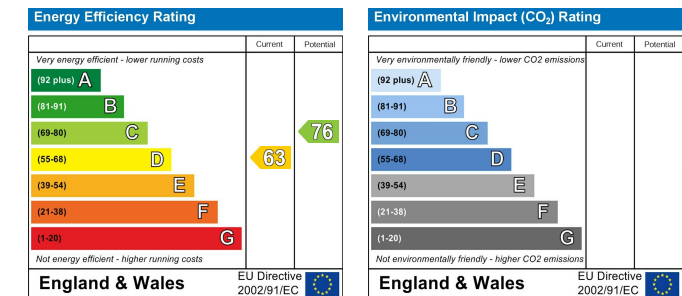 Energy Efficiency Rating
Current Potential
Very energy efficient - lower running costs
(92 plus) A
(81-91) B
(69-80) C
76
(55-68) D
63
(39-54) E
(21-38) F
(1-20) G
Not energy efficient - higher running costs
England & Wales
EU Directive
2002/91/EC
Environmental Impact (CO₂) Rating
Current Potential
Very environmentally friendly - lower CO2 emissions
(92 plus) A
(81-91) B
(69-80) C
(55-68) D
(39-54) E
(21-38) F
(1-20) G
Not environmentally friendly - higher CO2 emissions
England & Wales
EU Directive
2002/91/EC